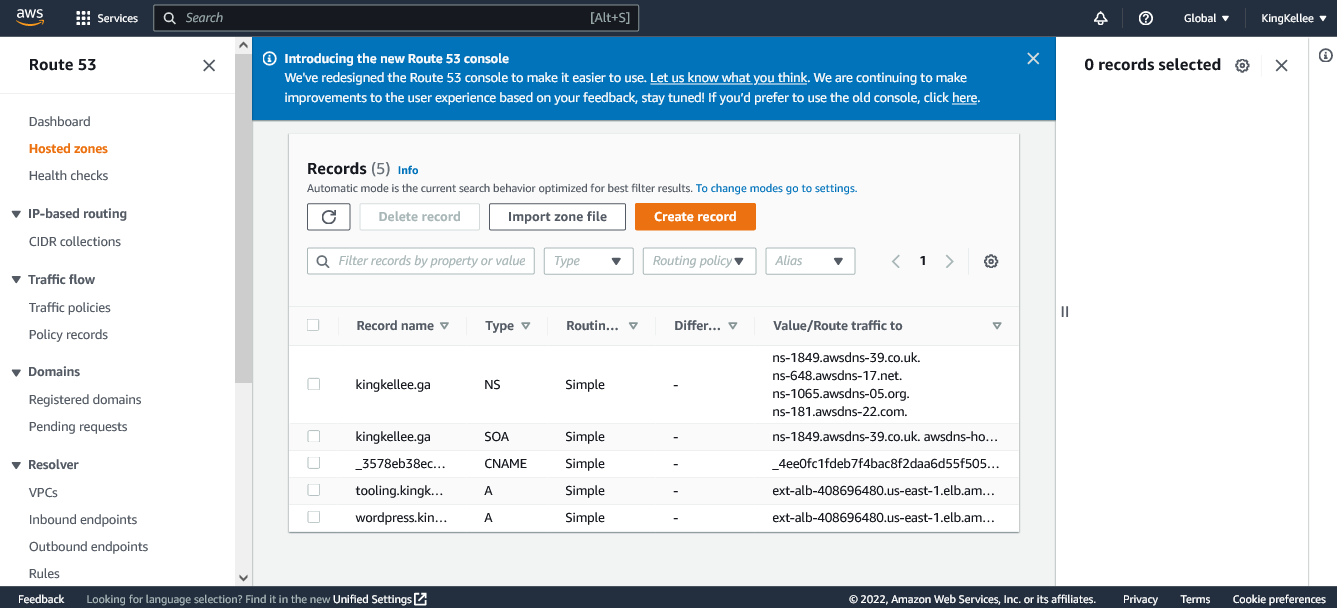 aws
Services
Search
[Alt+S]
Global
KingKellee
Route 53
Dashboard
Hosted zones
Health checks
IP-based routing
CIDR collections
Traffic flow
Traffic policies
Policy records
Domains
Registered domains
Pending requests
Resolver
VPCs
Inbound endpoints
Outbound endpoints
Rules
Introducing the new Route 53 console
We've redesigned the Route 53 console to make it easier to use. Let us know what you think. We are continuing to make
improvements to the user experience based on your feedback, stay tuned! If you'd prefer to use the old console, click here.
Records (5) Info
Automatic mode is the current search behavior optimized for best filter results. To change modes go to settings.
Delete record
Import zone file
Create record
Filter records by property or value
Type
Routing policy
Alias
1
Record name Type Routin... Differ... Value/Route traffic to
ns-1849.awsdns-39.co.uk.
ns-648.awsdns-17.net.
kingkellee.ga NS Simple -
ns-1065.awsdns-05.org.
ns-181.awsdns-22.com.
kingkellee.ga SOA Simple - ns-1849.awsdns-39.co.uk. awsdns-ho...
_3578eb38ec... CNAME Simple - _4ee0fc1fdeb7f4bac8f2daa6d55f505...
tooling.kingk... A Simple - ext-alb-408696480.us-east-1.elb.am...
wordpress.kin... A Simple - ext-alb-408696480.us-east-1.elb.am...
0 records selected
Feedback
Looking for language selection? Find it in the new Unified Settings
© 2022, Amazon Web Services, Inc. or its affiliates.
Privacy
Terms
Cookie preferences